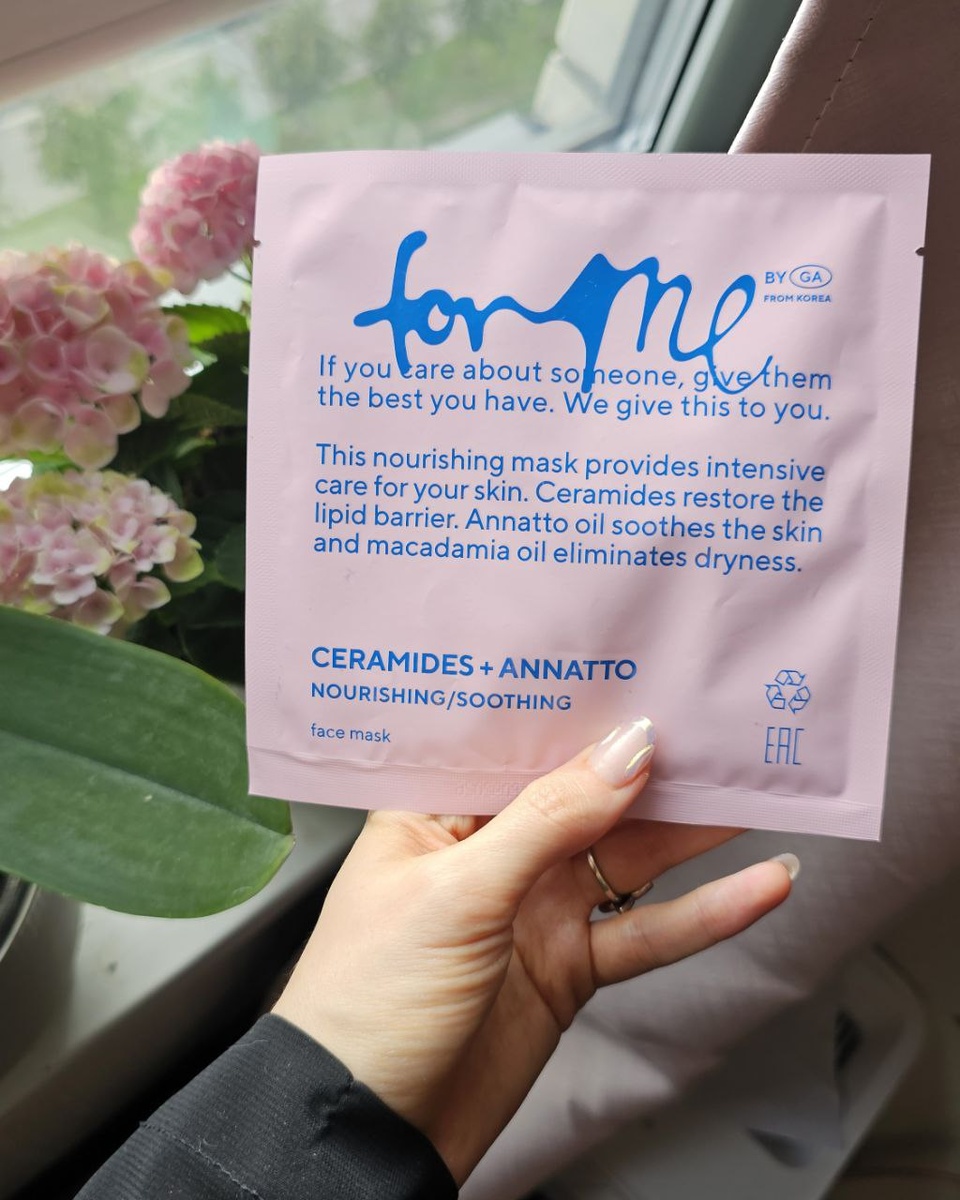 for Me
BY GA
FROM KOREA
If you care about someone, give them
the best you have. We give this to you.
This nourishing mask provides intensive
care for your skin. Ceramides restore the
lipid barrier. Annatto oil soothes the skin
and macadamia oil eliminates dryness.
CERAMIDES + ANNATTO
NOURISHING/SOOTHING
face mask
EAC